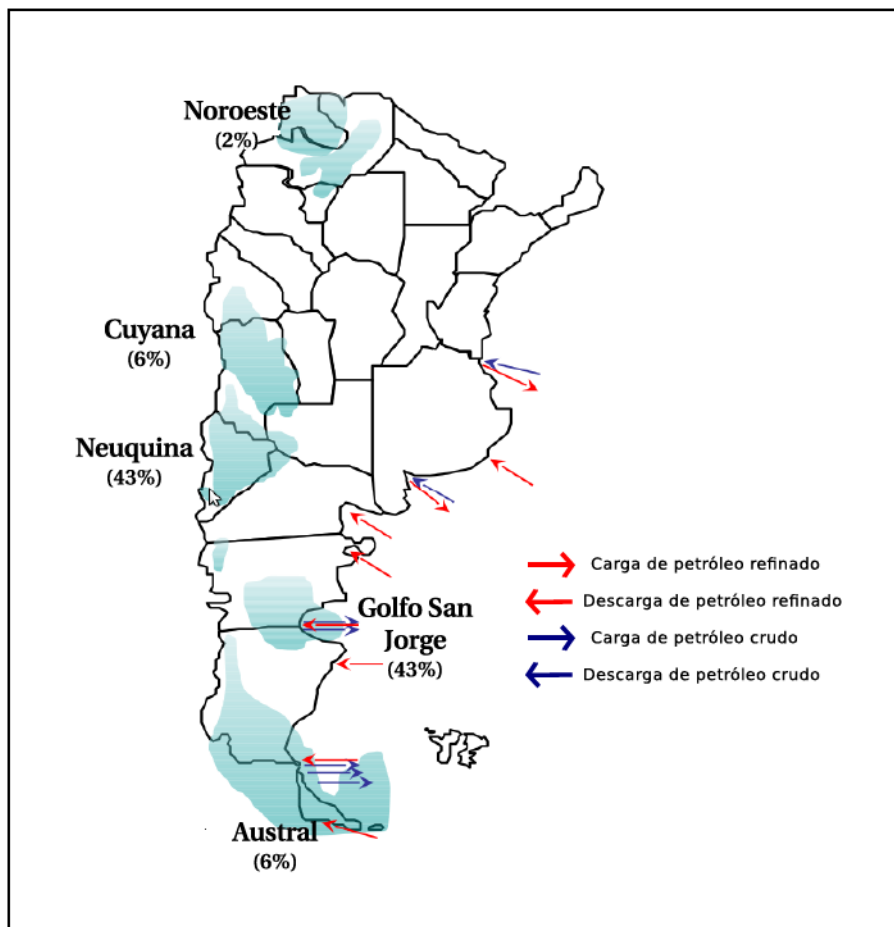 Noroeste
(2%)
Cuyana
(6%)
Neuquina
(43%)
Golfo San
Jorge
(43%)
Austral
(6%)
Carga de petróleo refinado
Descarga de petróleo refinado
Carga de petróleo crudo
Descarga de petróleo crudo